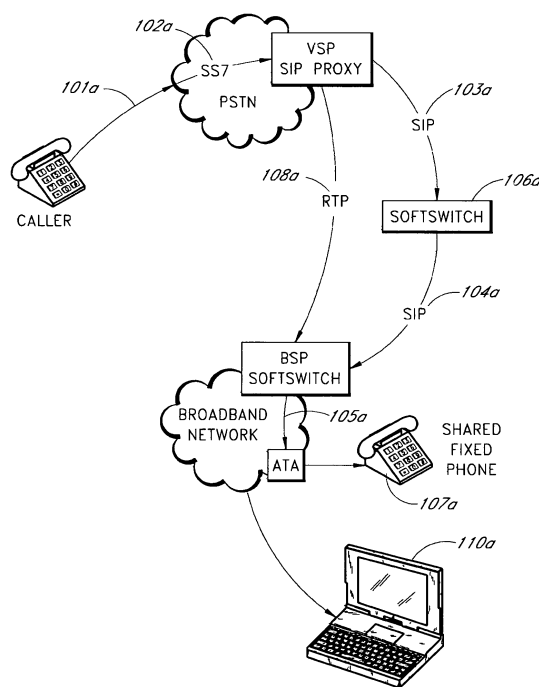 102a
VSP
SIP PROXY
SS7
101a
PSTN
103a
SIP
108a
RTP
106a
SOFTSWITCH
CALLER
SIP
104a
BSP
SOFTSWITCH
BROADBAND
NETWORK
105a
ATA
SHARED
FIXED
PHONE
107a
110a